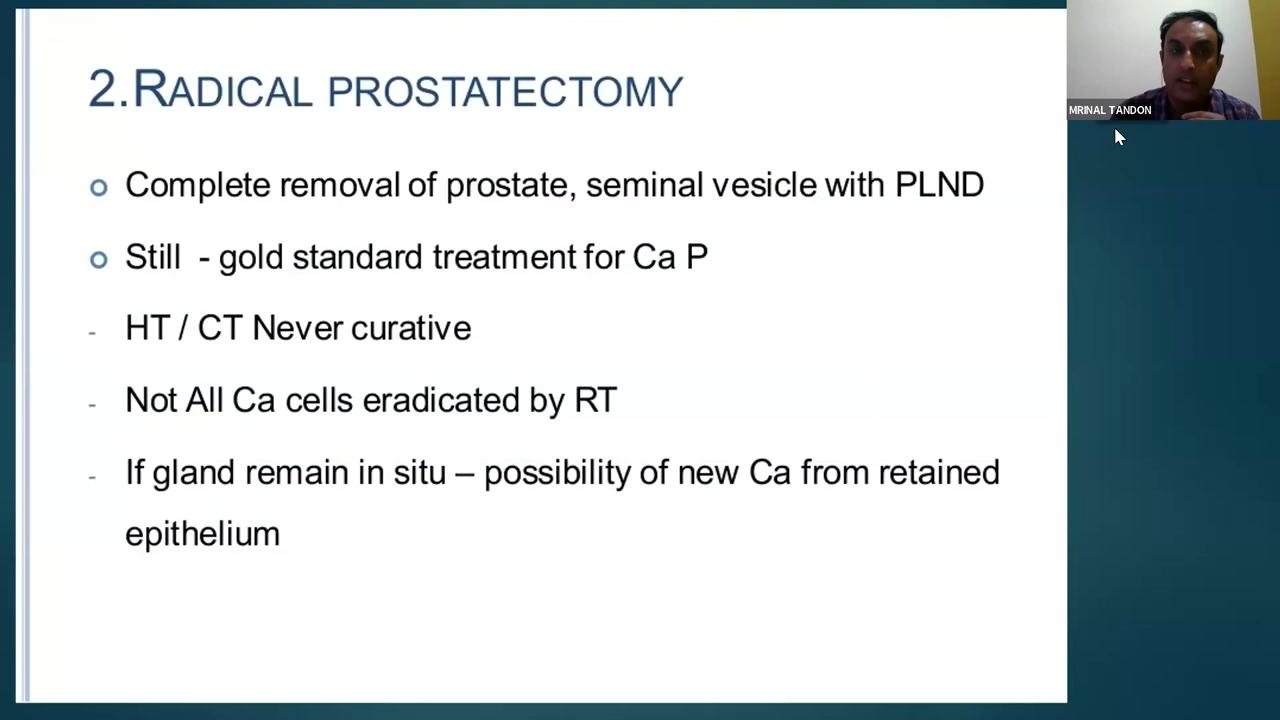 2.RADICAL PROSTATECTOMY
MRINAL TANDON
Complete removal of prostate, seminal vesicle with PLND
Still - gold standard treatment for Ca P
- HT / CT Never curative
- Not All Ca cells eradicated by RT
- If gland remain in situ – possibility of new Ca from retained
epithelium